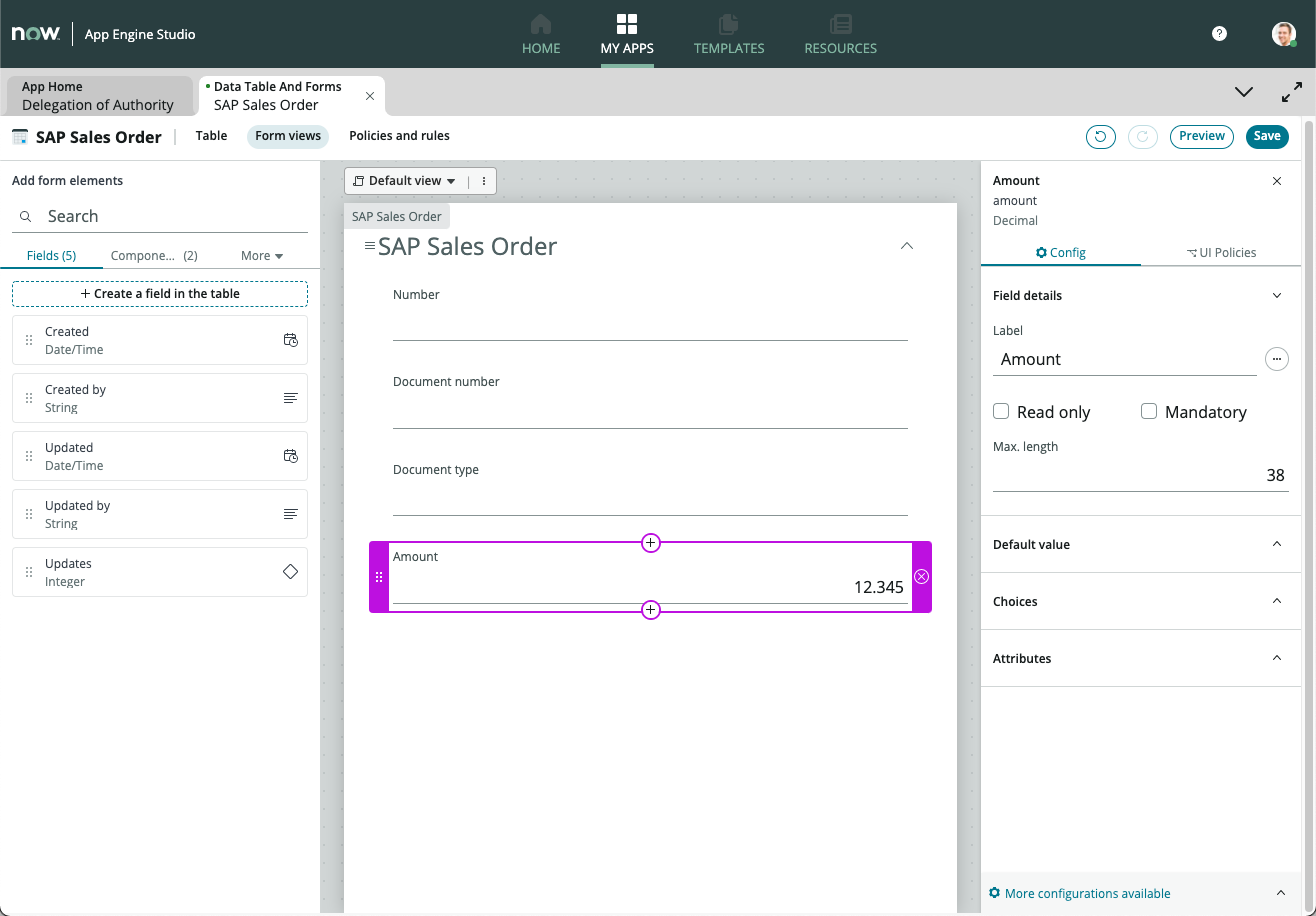 now. App Engine Studio
HOME
MY APPS
TEMPLATES
RESOURCES
?
App Home
Delegation of Authority
Data Table And Forms
SAP Sales Order
SAP Sales Order
Table
Form views
Policies and rules
Preview
Save
Add form elements
Search
Fields (5)
Compone... (2)
More
+ Create a field in the table
Created
Date/Time
Created by
String
Updated
Date/Time
Updated by
String
Updates
Integer
Default view
SAP Sales Order
SAP Sales Order
Number
Document number
Document type
Amount
12.345
Amount
amount
Decimal
Config
UI Policies
Field details
Label
Amount
Read only
Mandatory
Max. length
38
Default value
Choices
Attributes
More configurations available